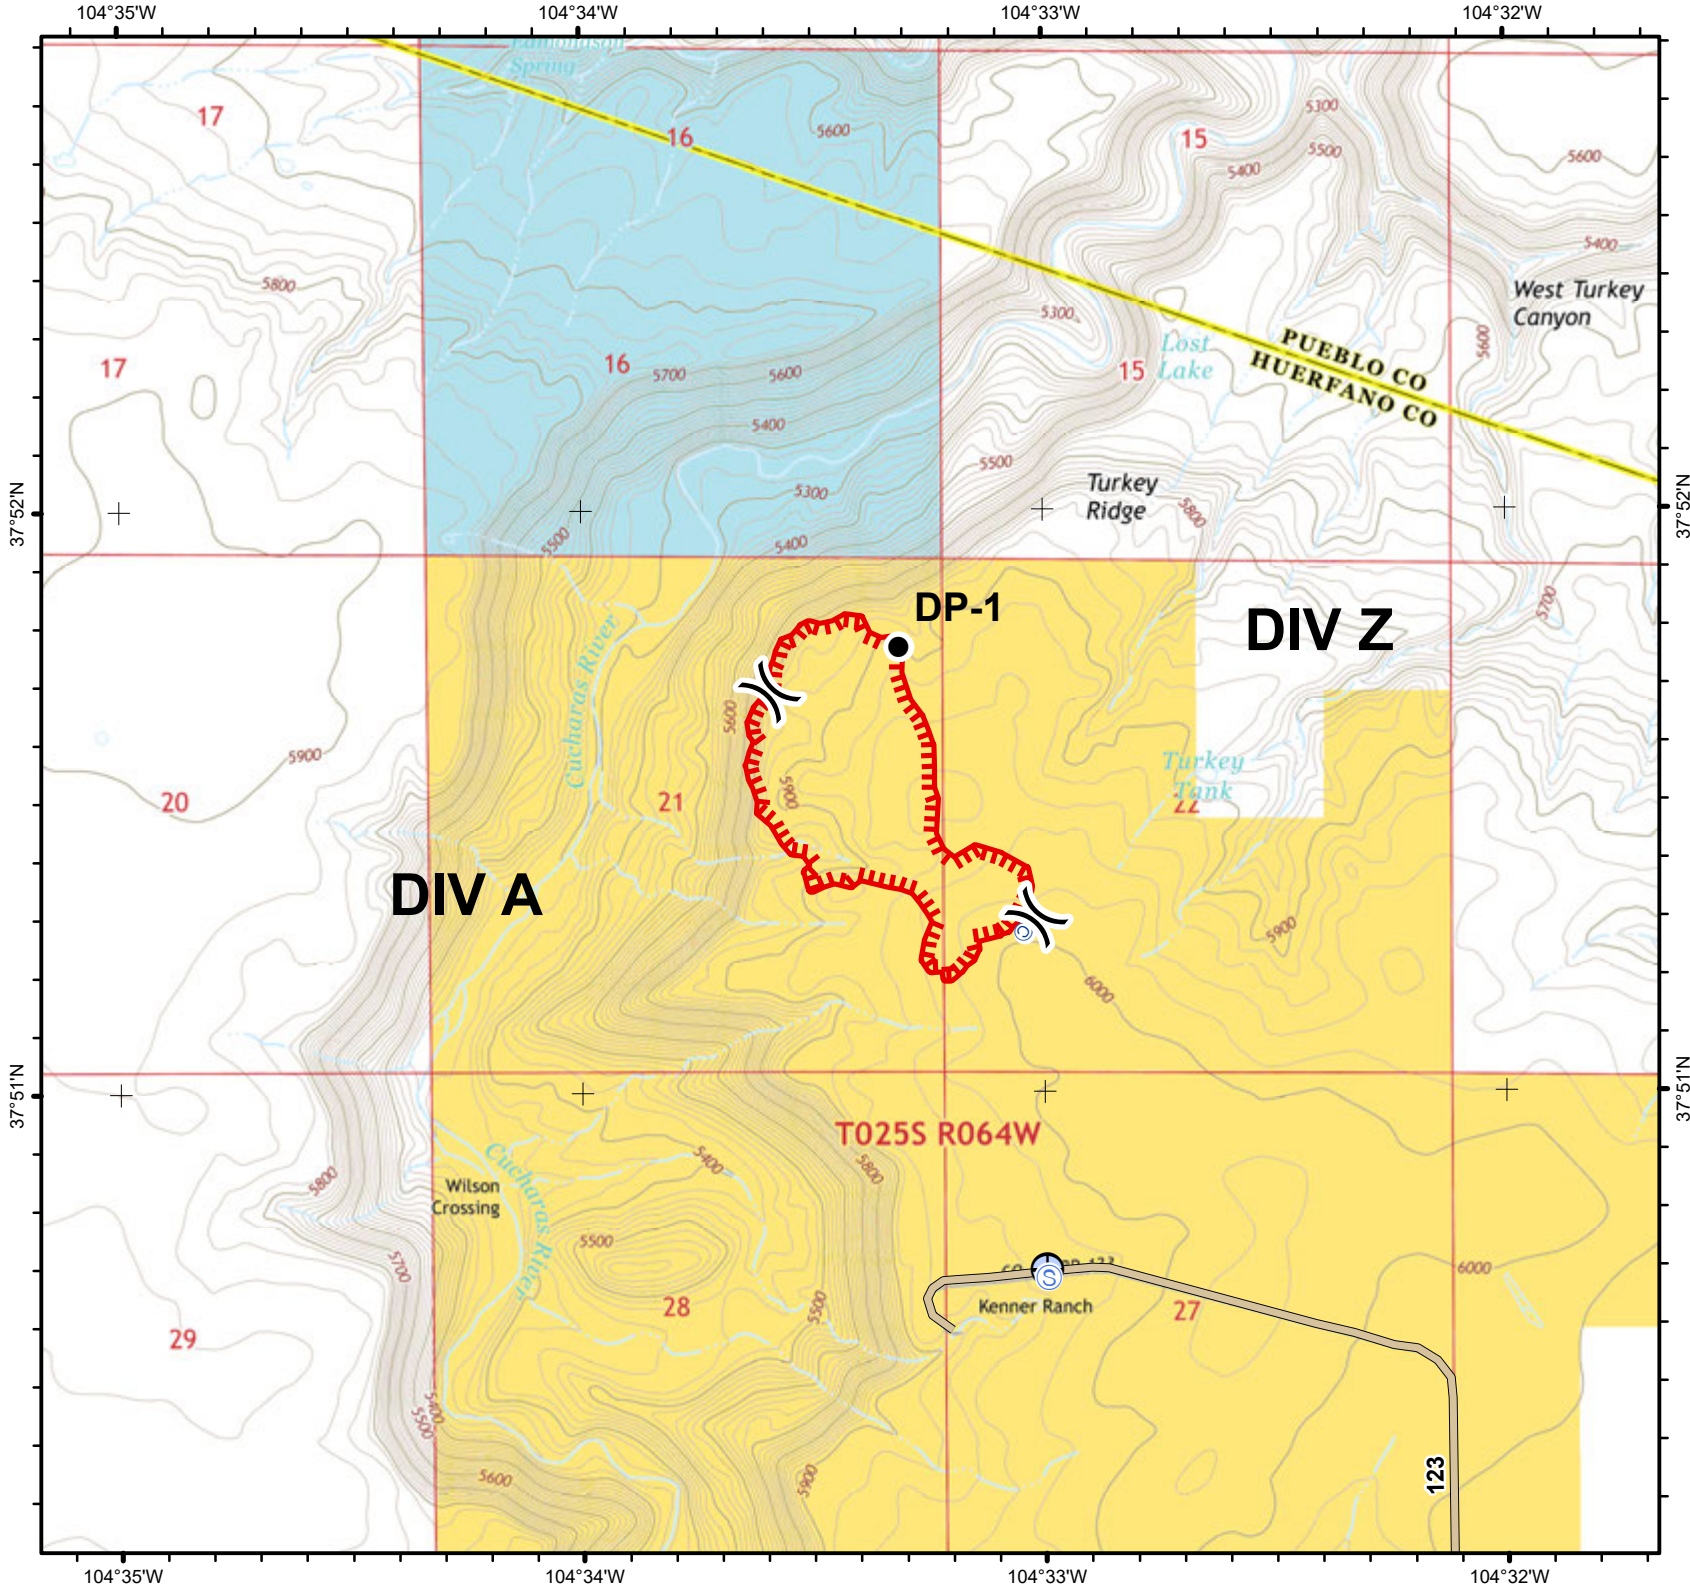 104°35'W
104°34'W
104°33'W
104°32'W
Edmondson
Spring
17
16
5600
15
5300
5500
5400
5600
5400
5800
West Turkey
Canyon
5300
5600
17
16
5700
5600
15
Lost
Lake
PUEBLO CO
HUERFANO CO
5400
5500
5300
Turkey
Ridge
5800
37°52'N
37°52'N
5500
5400
5700
DP-1
DIV Z
Cucharas River
5600
5900
5900
Turkey
Tank
20
21
22
DIV A
C
5900
6000
37°51'N
37°51'N
T025S R064W
5400
5800
5800
Wilson
Crossing
Cucharas River
5700
5500
6000
S
Kenner Ranch
28
5500
27
29
5400
5500
5600
5900
123
104°35'W
104°34'W
104°33'W
104°32'W